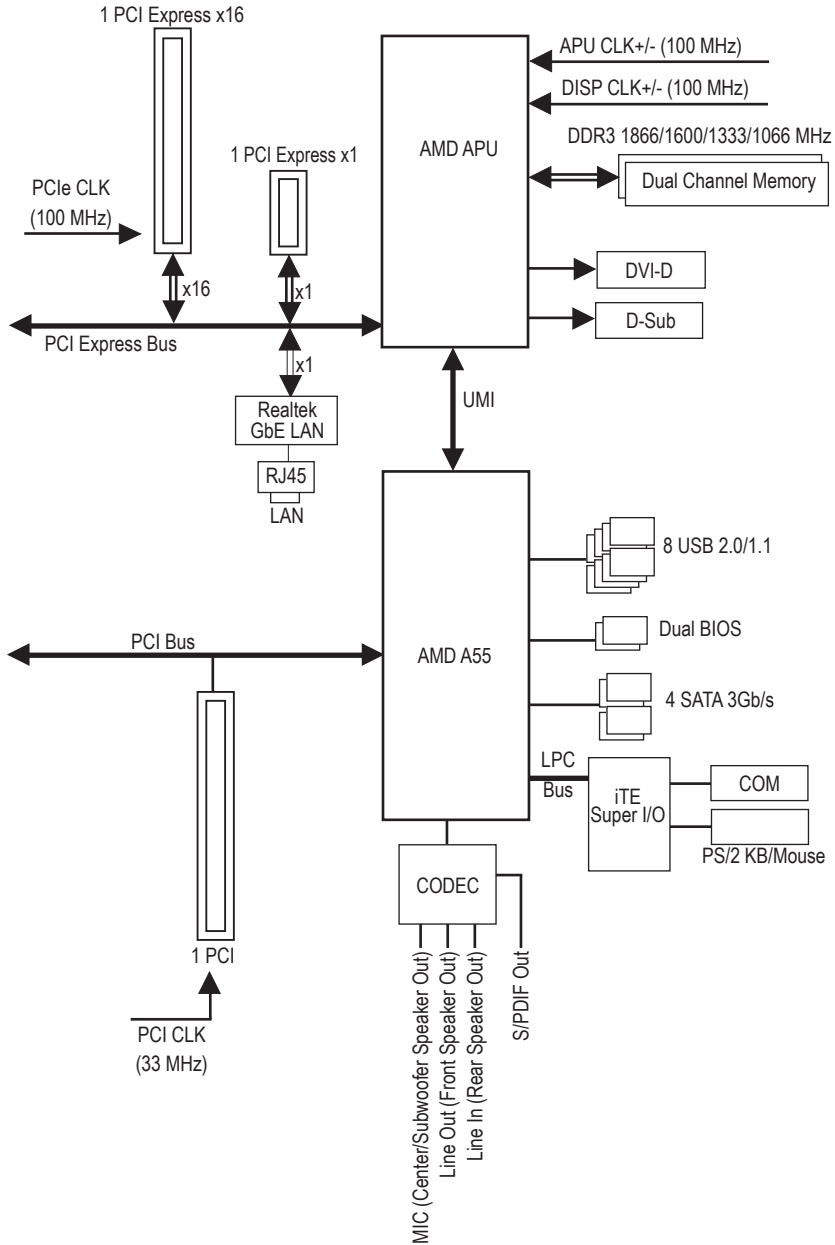 1 PCI Express x16
APU CLK+/- (100 MHz)
DISP CLK+/- (100 MHz)
DDR3 1866/1600/1333/1066 MHz
AMD APU
1 PCI Express x1
Dual Channel Memory
PCIe CLK
(100 MHz)
DVI-D
x16
x1
D-Sub
PCI Express Bus
x1
UMI
Realtek
GbE LAN
RJ45
LAN
8 USB 2.0/1.1
Dual BIOS
PCI Bus
AMD A55
4 SATA 3Gb/s
LPC
Bus
iTE
Super I/O
COM
PS/2 KB/Mouse
CODEC
1 PCI
PCI CLK
(33 MHz)
MIC (Center/Subwoofer Speaker Out)
Line Out (Front Speaker Out)
Line In (Rear Speaker Out)
S/PDIF Out